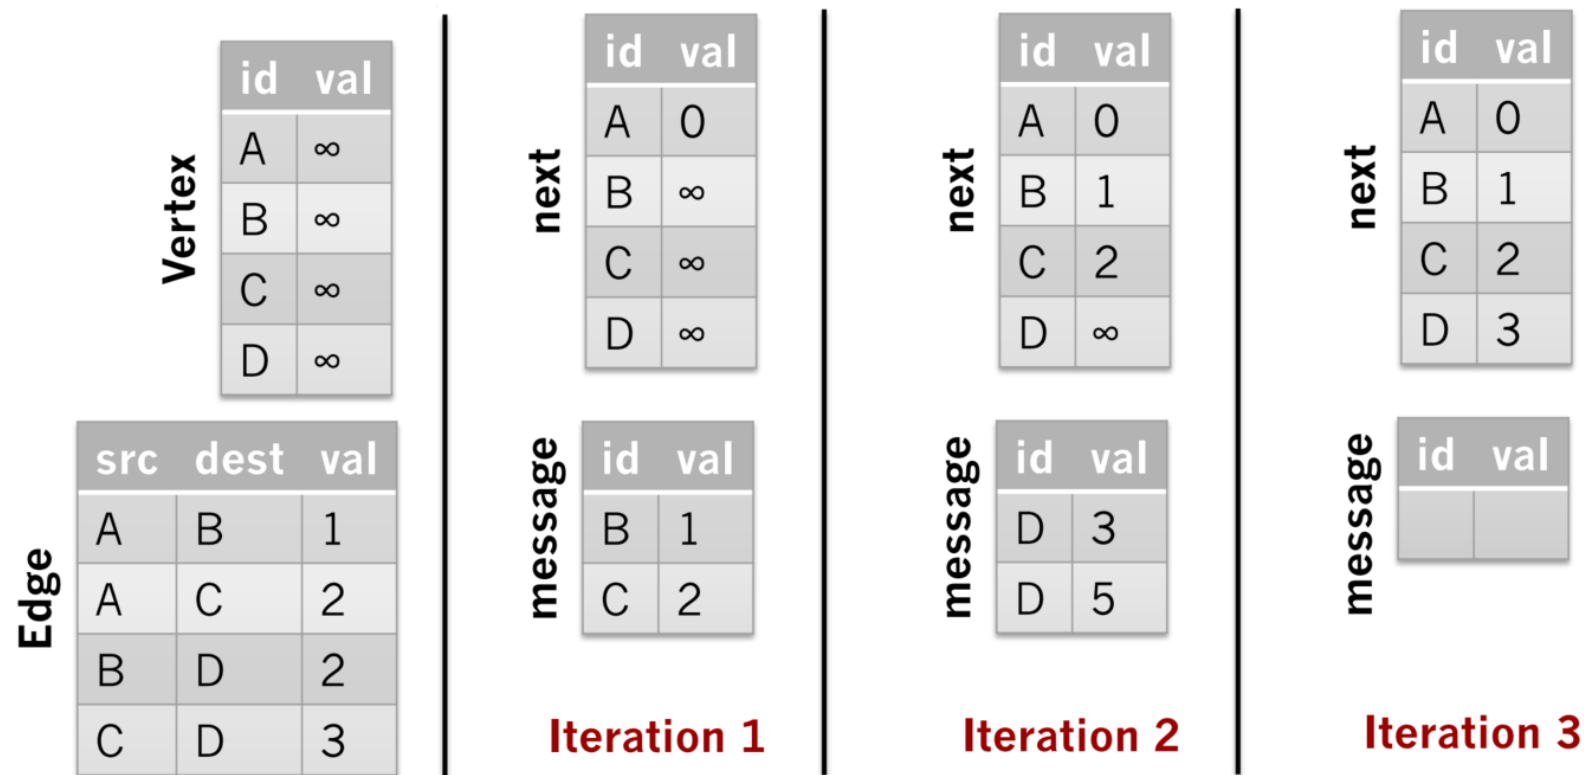 Vertex
id val
A ∞
B ∞
C ∞
D ∞
Edge
src dest val
A B 1
A C 2
B D 2
C D 3
next
id val
A 0
B ∞
C ∞
D ∞
message
id val
B 1
C 2
Iteration 1
next
id val
A 0
B 1
C 2
D ∞
message
id val
D 3
D 5
Iteration 2
next
id val
A 0
B 1
C 2
D 3
message
id val
Iteration 3